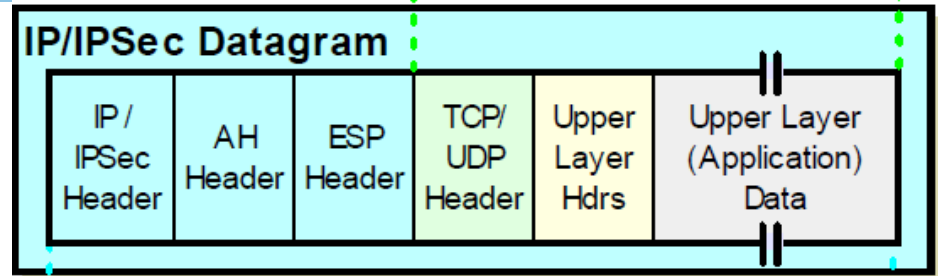 IP/IPSec Datagram
IP /
IPSec
Header
AH
Header
ESP
Header
TCP/
UDP
Header
Upper
Layer
Hdrs
Upper Layer
(Application)
Data